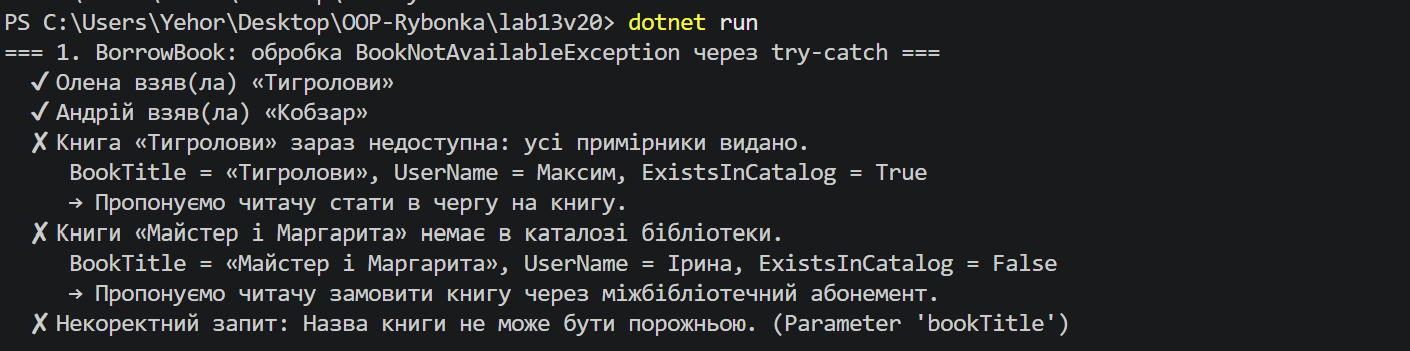 PS C:\Users\Yehor\Desktop\OOP-Rybonka\lab13v20> dotnet run
=== 1. BorrowBook: обробка BookNotAvailableException через try-catch ===
✓ Олена взяв(ла) «Тигролови»
✓ Андрій взяв(ла) «Кобзар»
✗ Книга «Тигролови» зараз недоступна: усі примірники видано.
BookTitle = «Тигролови», UserName = Максим, ExistsInCatalog = True
→ Пропонуємо читачу стати в чергу на книгу.
✗ Книги «Майстер і Маргарита» немає в каталозі бібліотеки.
BookTitle = «Майстер і Маргарита», UserName = Ірина, ExistsInCatalog = False
→ Пропонуємо читачу замовити книгу через міжбібліотечний абонемент.
✗ Некоректний запит: Назва книги не може бути порожньою. (Parameter 'bookTitle')